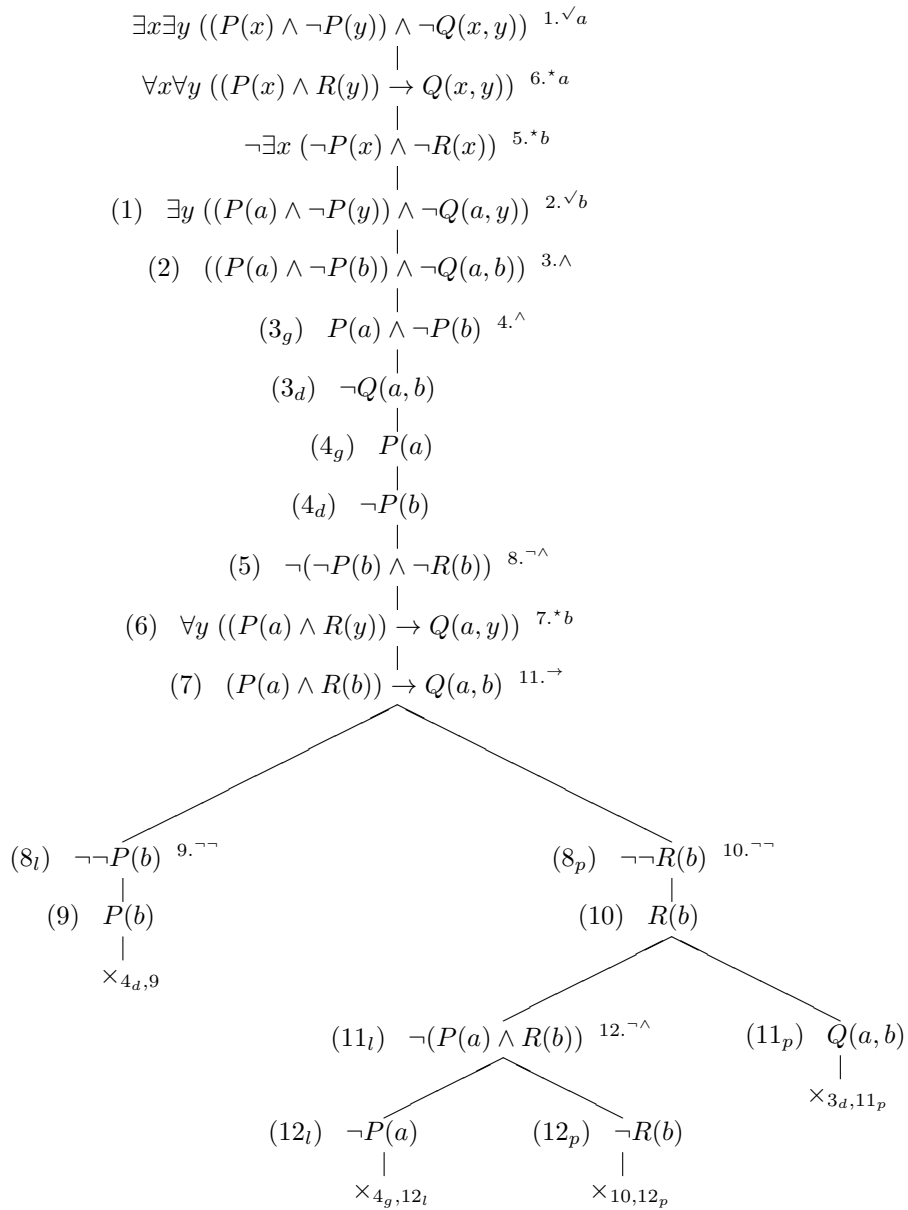 ∃x∃y ((P(x) ∧ ¬P(y)) ∧ ¬Q(x, y)) 1.√a
∀x∀y ((P(x) ∧ R(y)) → Q(x, y)) 6.⋆a
¬∃x (¬P(x) ∧ ¬R(x)) 5.⋆b
(1) ∃y ((P(a) ∧ ¬P(y)) ∧ ¬Q(a, y)) 2.√b
(2) ((P(a) ∧ ¬P(b)) ∧ ¬Q(a, b)) 3.∧
(3g) P(a) ∧ ¬P(b) 4.∧
(3d) ¬Q(a, b)
(4g) P(a)
(4d) ¬P(b)
(5) ¬(¬P(b) ∧ ¬R(b)) 8.¬∧
(6) ∀y ((P(a) ∧ R(y)) → Q(a, y)) 7.⋆b
(7) (P(a) ∧ R(b)) → Q(a, b) 11.→
(8l) ¬¬P(b) 9.¬¬ (8p) ¬¬R(b) 10.¬¬
(9) P(b) (10) R(b)
×4d,9
(11l) ¬(P(a) ∧ R(b)) 12.¬∧ (11p) Q(a, b)
×3d,11p
(12l) ¬P(a) (12p) ¬R(b)
×4g,12l ×10,12p